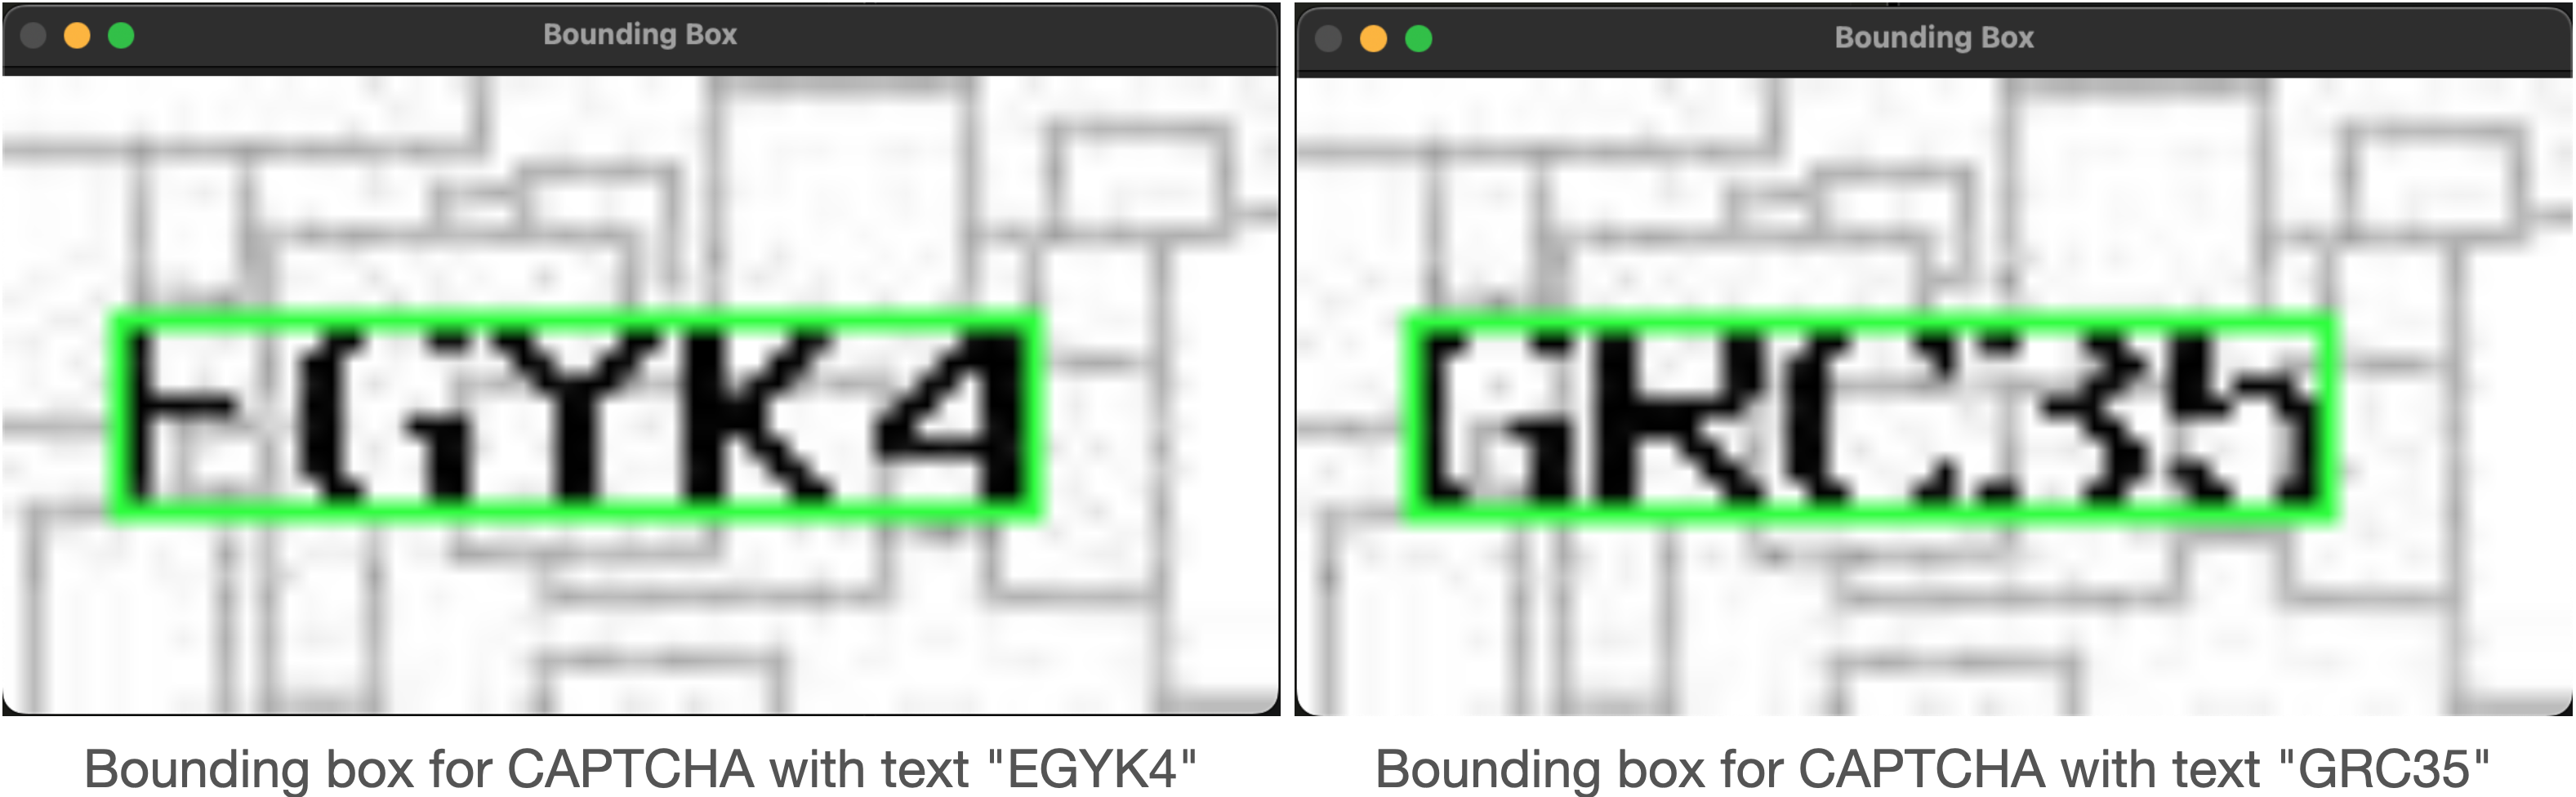 Bounding Box
EGYK4
Bounding box for CAPTCHA with text "EGYK4"
Bounding Box
GRC35
Bounding box for CAPTCHA with text "GRC35"